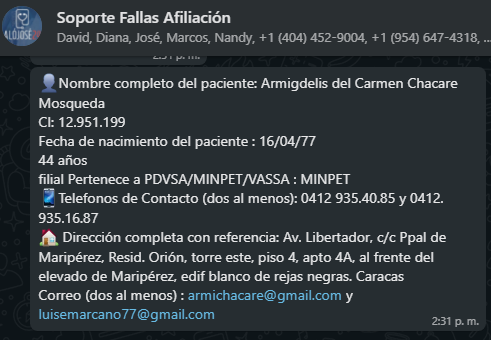 Soporte Fallas Afiliación
David, Diana, José, Marcos, Nandy, +1 (404) 452-9004, +1 (954) 647-4318, ...
2:31 p. m.
Nombre completo del paciente: Armigdelis del Carmen Chacare
Mosqueda
CI: 12.951.199
Fecha de nacimiento del paciente : 16/04/77
44 años
filial Pertenece a PDVSA/MINPET/VASSA : MINPET
Telefonos de Contacto (dos al menos): 0412 935.40.85 y 0412.
935.16.87
Dirección completa con referencia: Av. Libertador, c/c Ppal de
Maripérez, Resid. Orión, torre este, piso 4, apto 4A, al frente del
elevado de Maripérez, edif blanco de rejas negras. Caracas
Correo (dos al menos) : armichacare@gmail.com y
luisemarcano77@gmail.com
2:31 p. m.